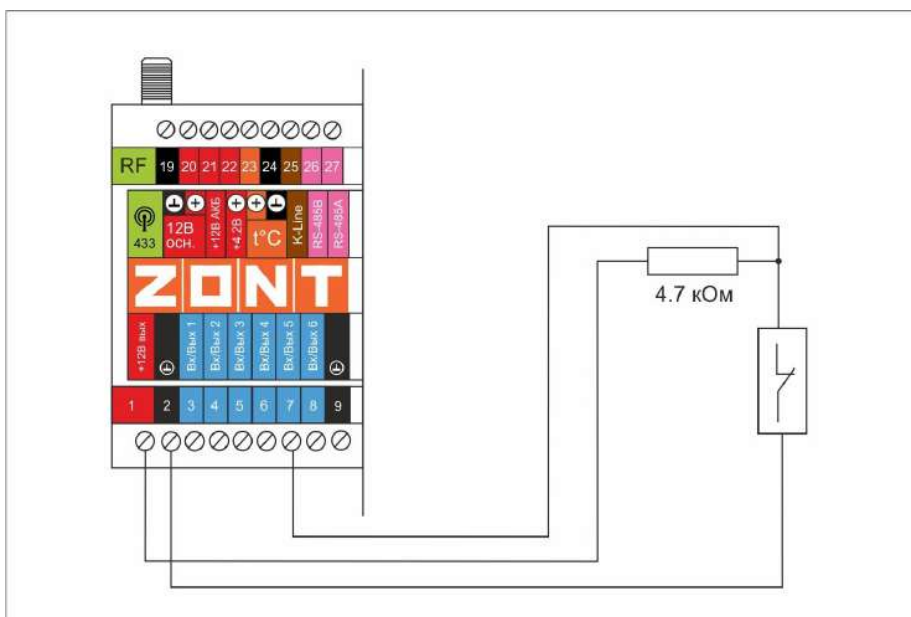 RF 19 20 21 22 23 24 25 26 27
433
12В
осн.
+12В АКБ
+4.2В
t°C
K-Line
RS-485B
RS-485A
ZONT
+12В вых
Вх/Вых 1
Вх/Вых 2
Вх/Вых 3
Вх/Вых 4
Вх/Вых 5
Вх/Вых 6
1 2 3 4 5 6 7 8 9
4.7 кОм